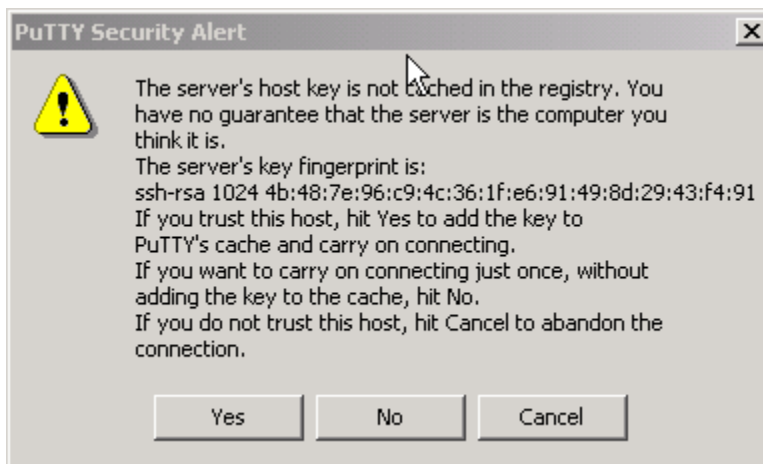 PuTTY Security Alert
The server's host key is not cached in the registry. You
have no guarantee that the server is the computer you
think it is.
The server's key fingerprint is:
ssh-rsa 1024 4b:48:7e:96:c9:4c:36:1f:e6:91:49:8d:29:43:f4:91
If you trust this host, hit Yes to add the key to
PuTTY's cache and carry on connecting.
If you want to carry on connecting just once, without
adding the key to the cache, hit No.
If you do not trust this host, hit Cancel to abandon the
connection.
Yes No Cancel